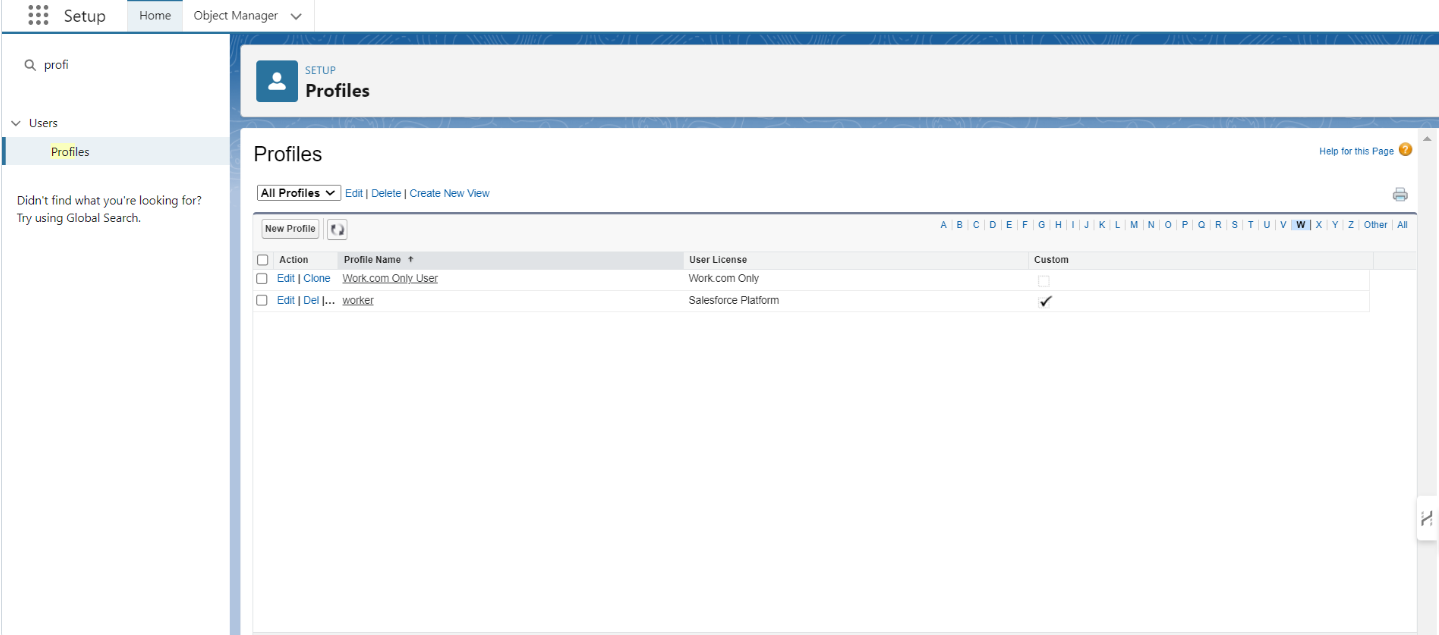 Setup Home Object Manager
profi
Users
Profiles
Didn't find what you're looking for?
Try using Global Search.
SETUP
Profiles
Profiles
Help for this Page ?
All Profiles Edit | Delete | Create New View
New Profile
A | B | C | D | E | F | G | H | I | J | K | L | M | N | O | P | Q | R | S | T | U | V | W | X | Y | Z | Other | All
Action Profile Name ↑ User License Custom
Edit | Clone Work.com Only User Work.com Only
Edit | Del |... worker Salesforce Platform ✓